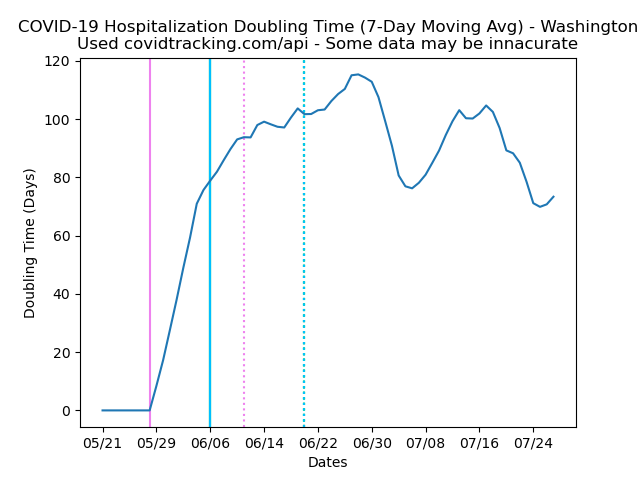 COVID-19 Hospitalization Doubling Time (7-Day Moving Avg) - Washington
Used covidtracking.com/api - Some data may be innacurate
120
100
80
60
40
20
0
Doubling Time (Days)
05/21 05/29 06/06 06/14 06/22 06/30 07/08 07/16 07/24
Dates